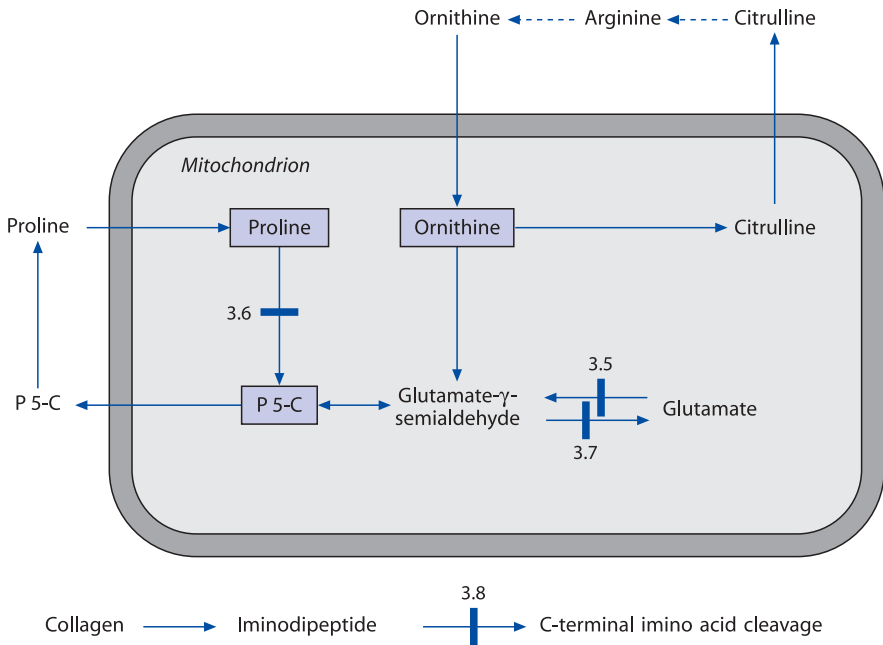 Ornithine Arginine Citrulline
Mitochondrion
Proline Proline Ornithine Citrulline
3.6
3.5
P 5-C P 5-C Glutamate-γ-
semialdehyde Glutamate
3.7
3.8
Collagen Iminodipeptide C-terminal imino acid cleavage